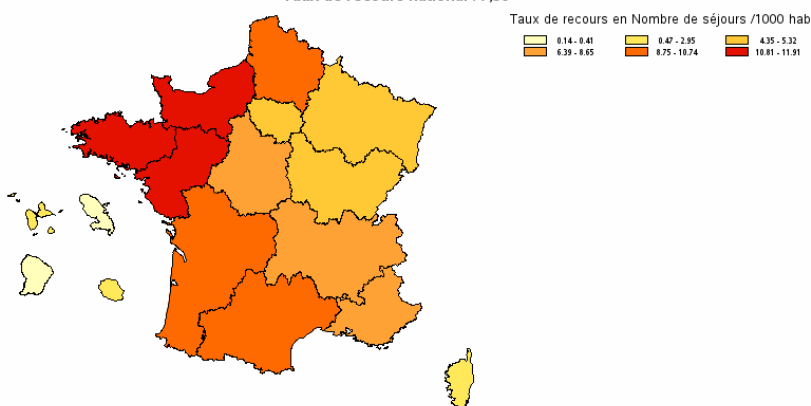 Taux de recours en Nombre de séjours /1000 hab
0.14 - 0.41 0.47 - 2.95 4.35 - 5.32
6.39 - 8.65 8.75 - 10.74 10.81 - 11.91